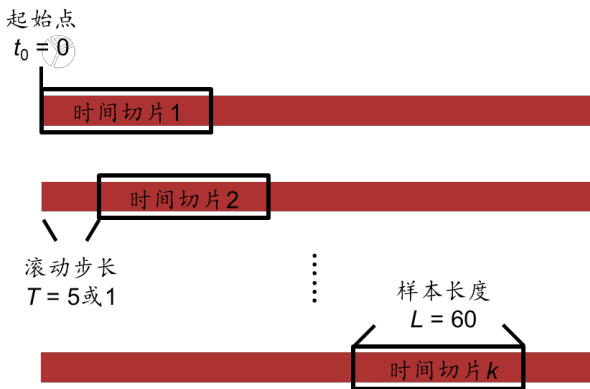 起始点
t₀ = 0
时间切片1
时间切片2
滚动步长
T = 5或1
样本长度
L = 60
时间切片k